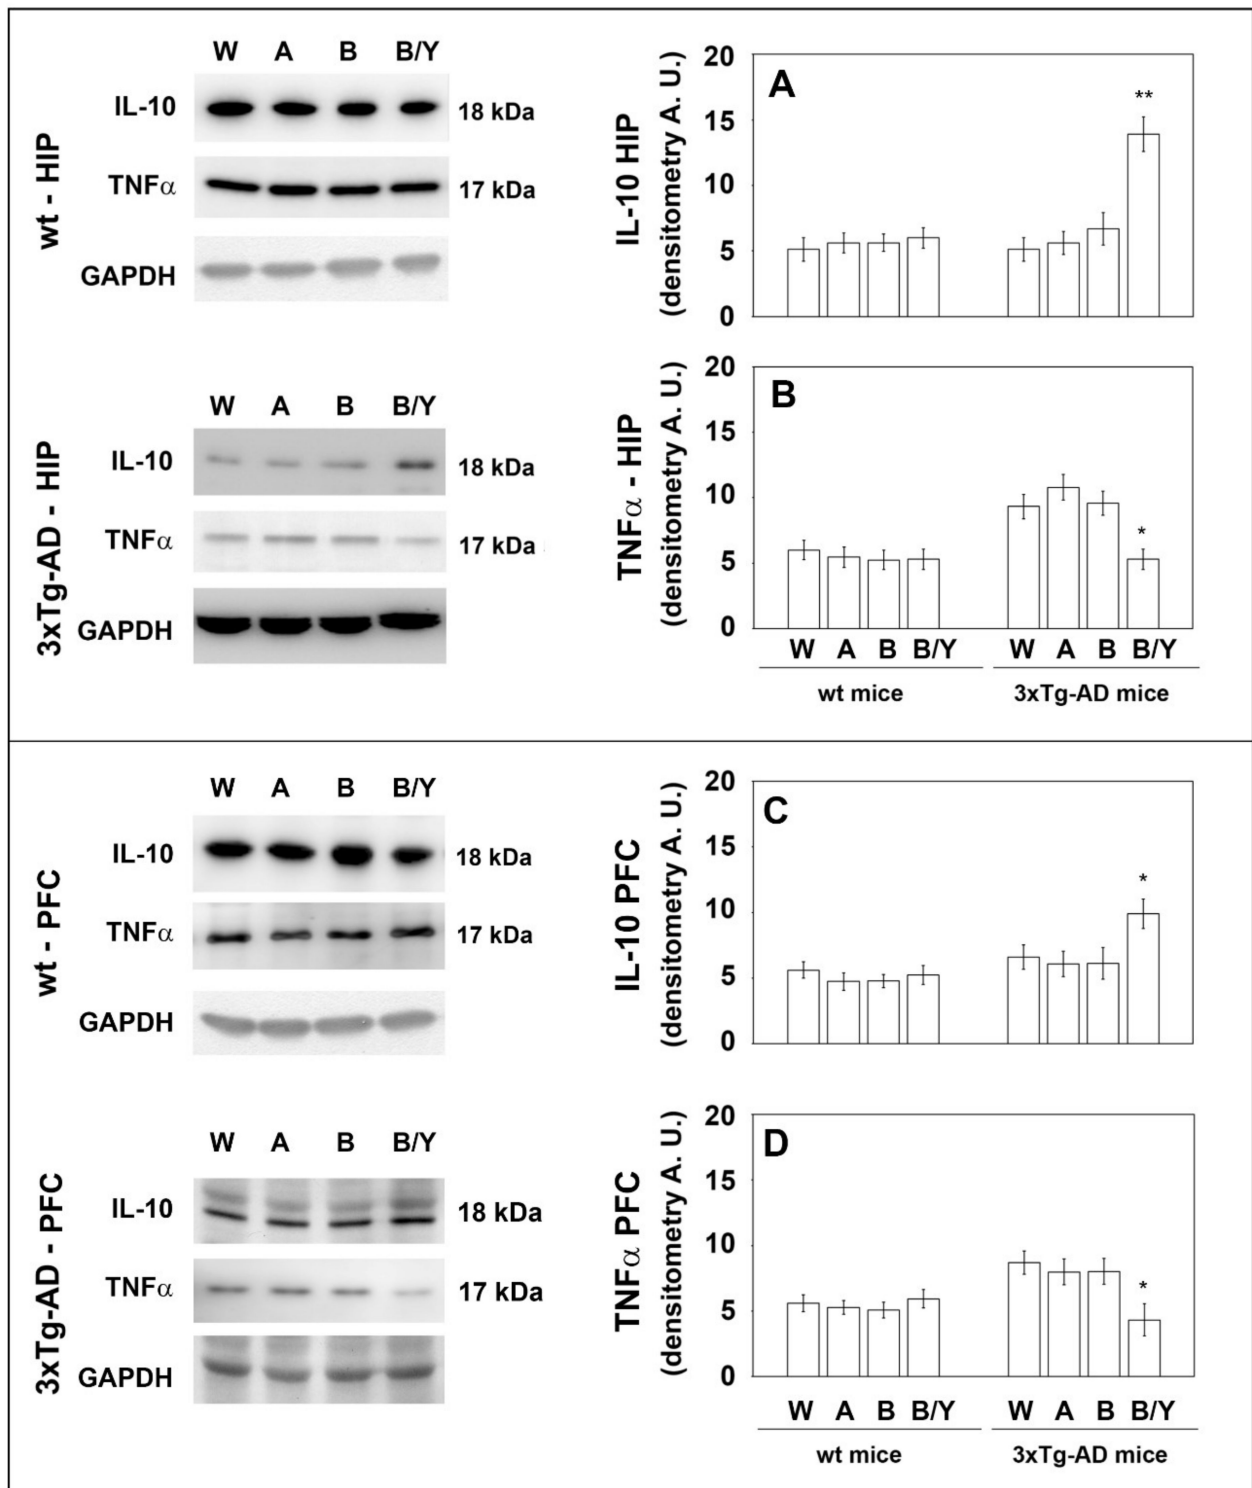 W A B B/Y
wt - HIP
IL-10 18 kDa
TNFα 17 kDa
GAPDH
A
IL-10 HIP
(densitometry A. U.)
20
15
10
5
0
**
W A B B/Y
3xTg-AD - HIP
IL-10 18 kDa
TNFα 17 kDa
GAPDH
B
TNFα - HIP
(densitometry A. U.)
20
15
10
5
0
*
W A B B/Y W A B B/Y
wt mice 3xTg-AD mice
W A B B/Y
wt - PFC
IL-10 18 kDa
TNFα 17 kDa
GAPDH
C
IL-10 PFC
(densitometry A. U.)
20
15
10
5
0
*
W A B B/Y
3xTg-AD - PFC
IL-10 18 kDa
TNFα 17 kDa
GAPDH
D
TNFα PFC
(densitometry A. U.)
20
15
10
5
0
*
W A B B/Y W A B B/Y
wt mice 3xTg-AD mice